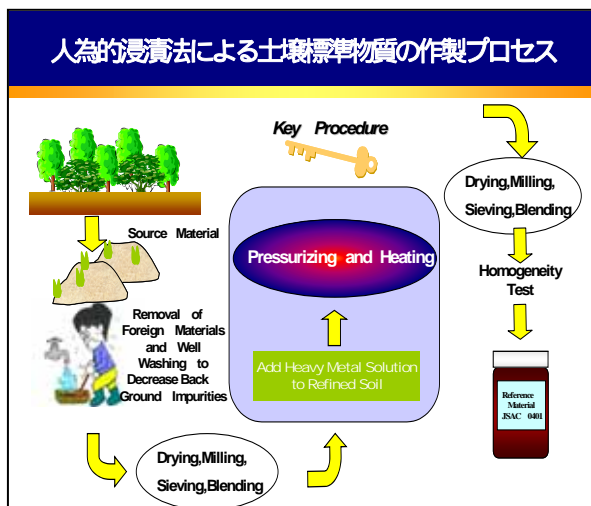 人為的浸漬法による土壌標準物質の作製プロセス
Key Procedure
Source Material
Removal of
Foreign Materials
and Well
Washing to
Decrease Back
Ground Impurities
Drying,Milling,
Sieving,Blending
Add Heavy Metal Solution
to Refined Soil
Pressurizing and Heating
Drying,Milling,
Sieving,Blending
Homogeneity
Test
Reference
Material
JSAC 0401